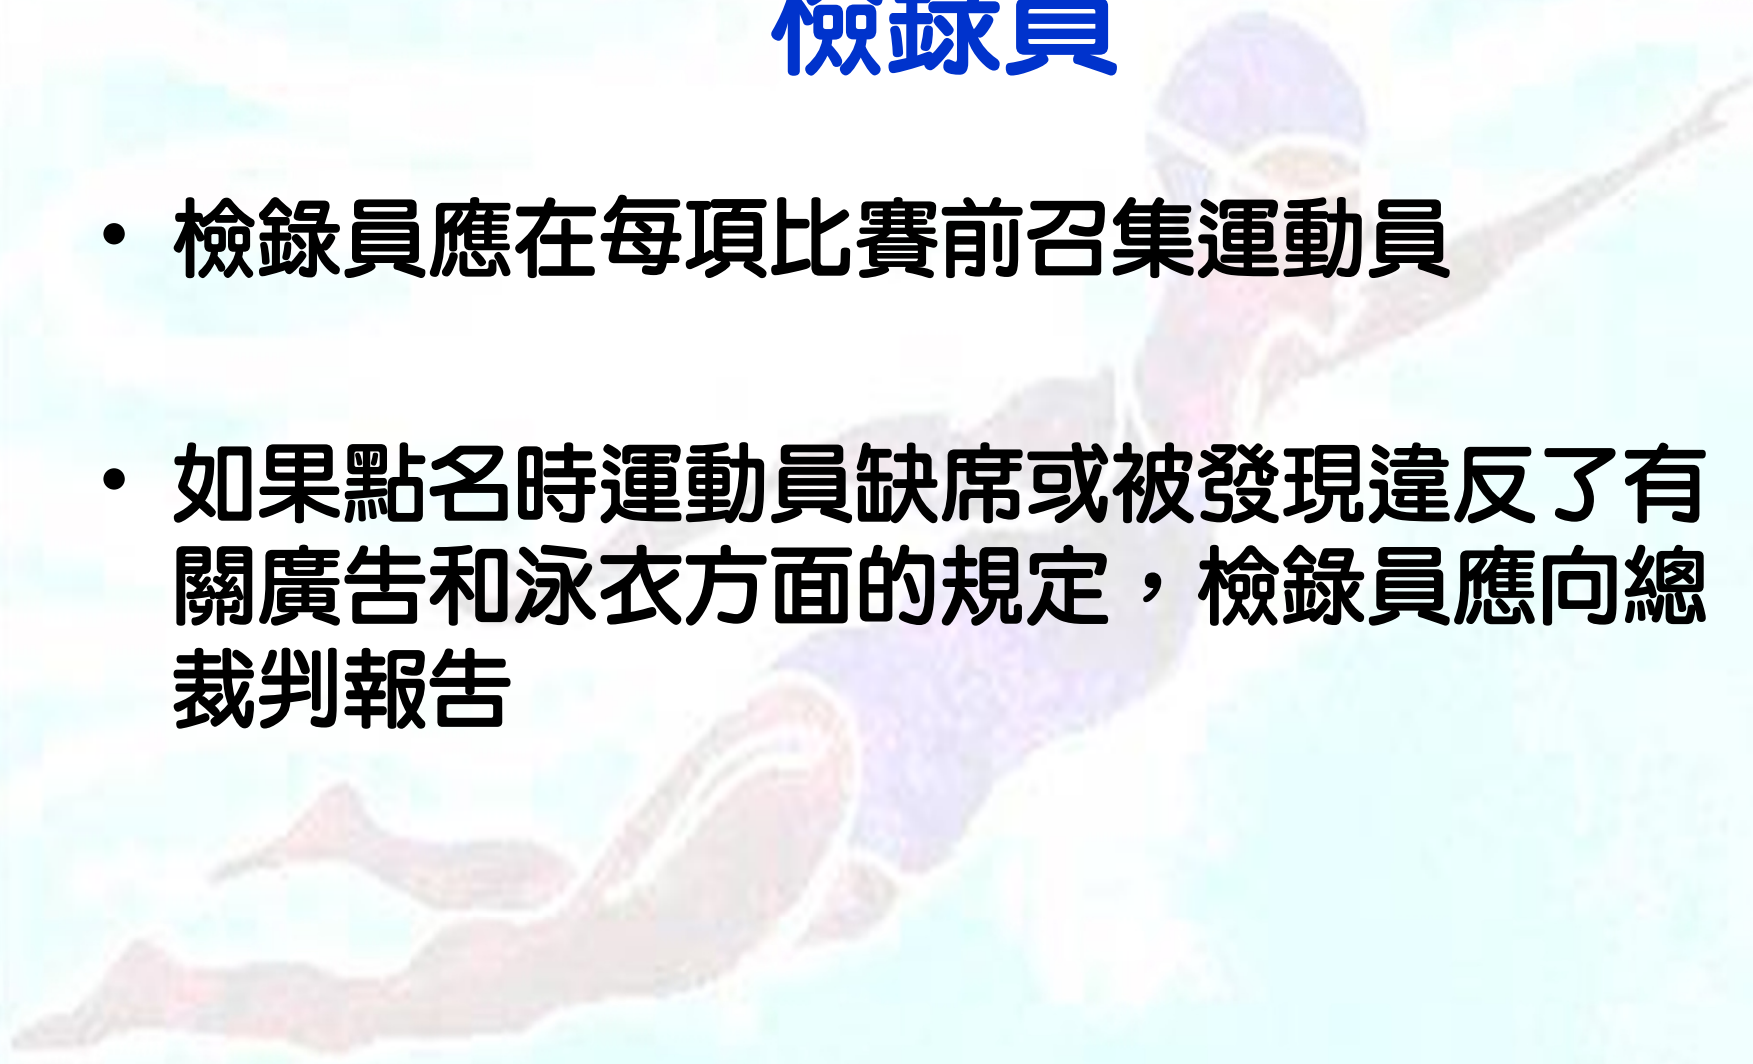 檢錄員
• 檢錄員應在每項比賽前召集運動員
• 如果點名時運動員缺席或被發現違反了有
關廣告和泳衣方面的規定，檢錄員應向總
裁判報告